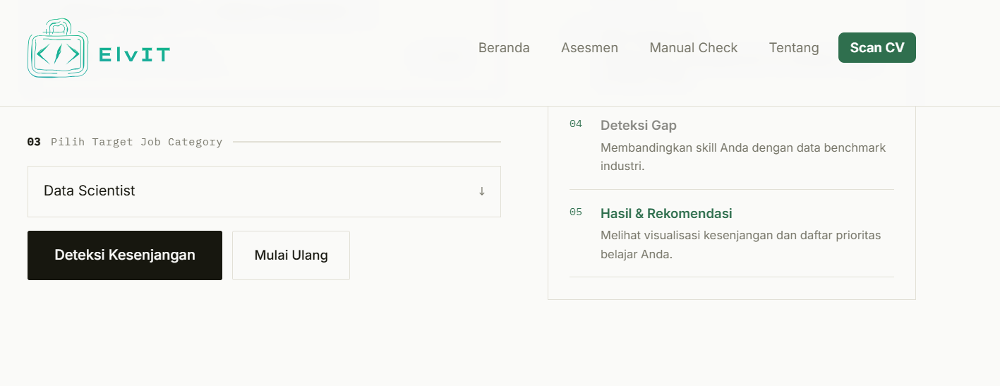 ElvIT
Beranda
Asesmen
Manual Check
Tentang
Scan CV
03 Pilih Target Job Category
Data Scientist ↓
Deteksi Kesenjangan
Mulai Ulang
04 Deteksi Gap
Membandingkan skill Anda dengan data benchmark
industri.
05 Hasil & Rekomendasi
Melihat visualisasi kesenjangan dan daftar prioritas
belajar Anda.